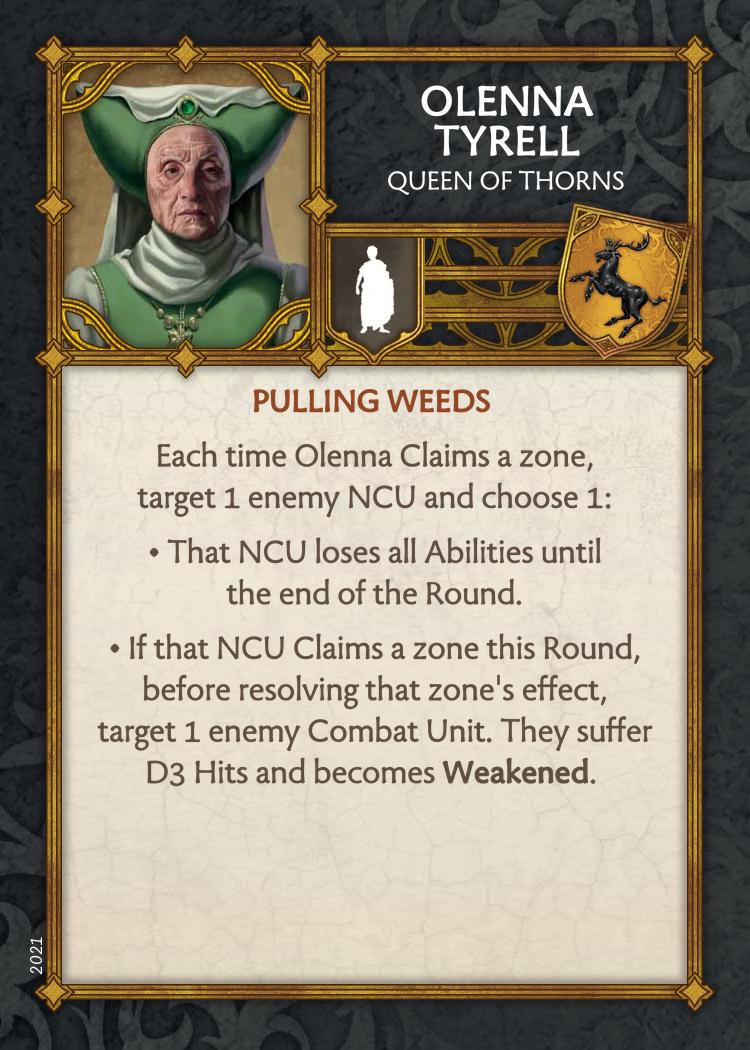 OLENNA
TYRELL
QUEEN OF THORNS
PULLING WEEDS
Each time Olenna Claims a zone,
target 1 enemy NCU and choose 1:
• That NCU loses all Abilities until
the end of the Round.
• If that NCU Claims a zone this Round,
before resolving that zone's effect,
target 1 enemy Combat Unit. They suffer
D3 Hits and becomes Weakened.
2021